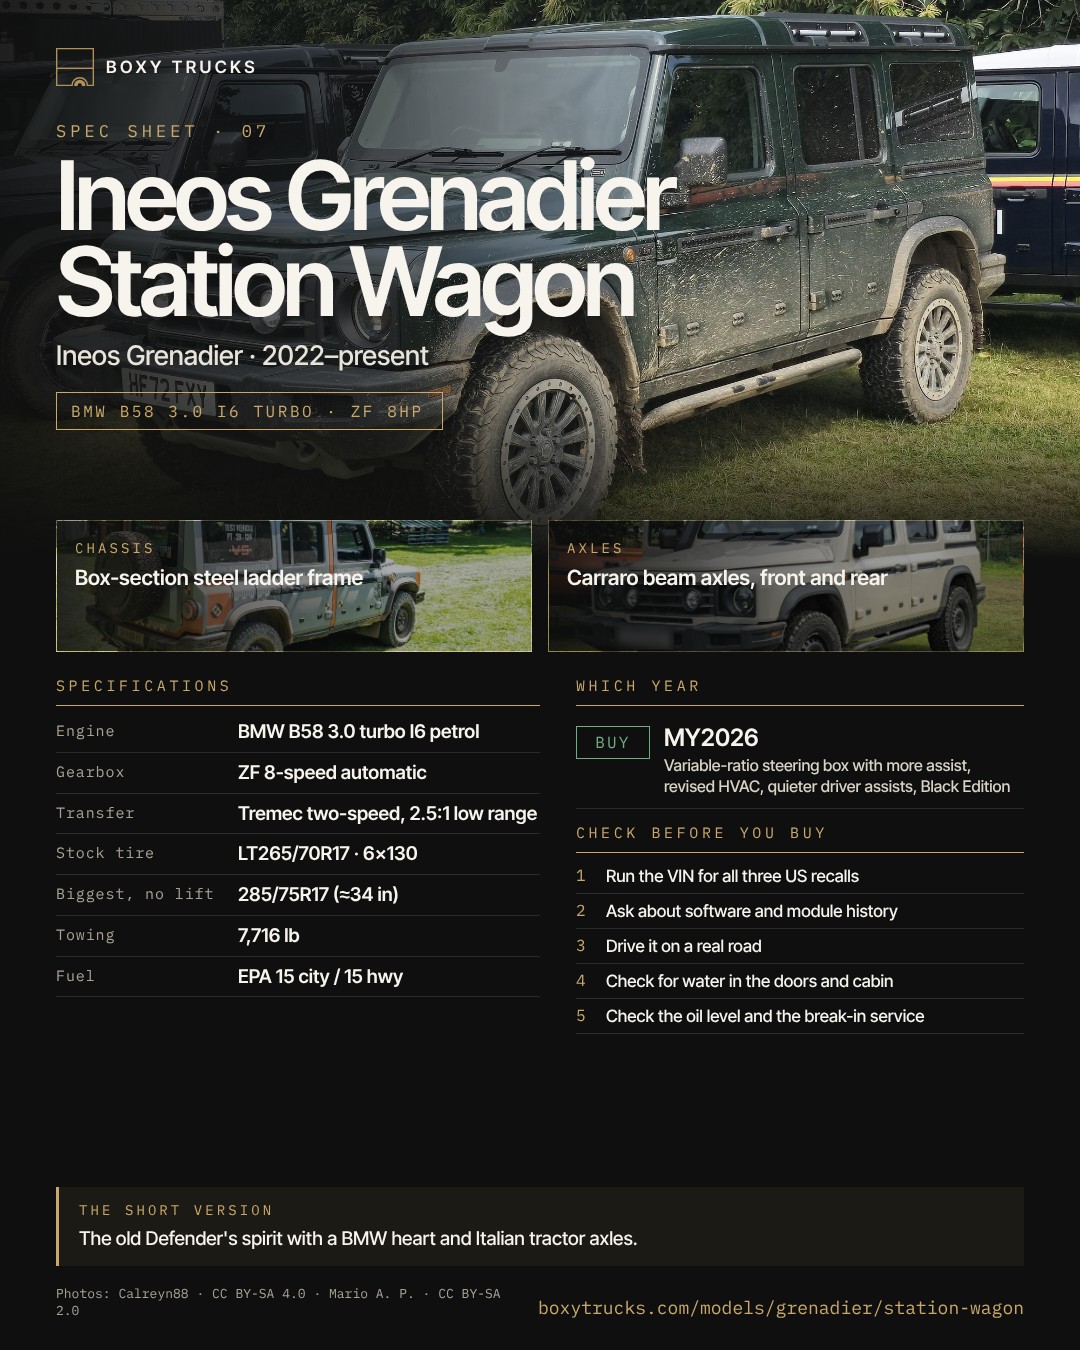 BOXY TRUCKS
SPEC SHEET · 07
Ineos Grenadier
Station Wagon
Ineos Grenadier · 2022–present
HF72 FXY
BMW B58 3.0 I6 TURBO · ZF 8HP
CHASSIS
Box-section steel ladder frame
AXLES
Carraro beam axles, front and rear
SPECIFICATIONS
Engine BMW B58 3.0 turbo I6 petrol
Gearbox ZF 8-speed automatic
Transfer Tremec two-speed, 2.5:1 low range
Stock tire LT265/70R17 · 6×130
Biggest, no lift 285/75R17 (≈34 in)
Towing 7,716 lb
Fuel EPA 15 city / 15 hwy
WHICH YEAR
BUY MY2026
Variable-ratio steering box with more assist,
revised HVAC, quieter driver assists, Black Edition
CHECK BEFORE YOU BUY
1 Run the VIN for all three US recalls
2 Ask about software and module history
3 Drive it on a real road
4 Check for water in the doors and cabin
5 Check the oil level and the break-in service
THE SHORT VERSION
The old Defender's spirit with a BMW heart and Italian tractor axles.
Photos: Calreyn88 · CC BY-SA 4.0 · Mario A. P. · CC BY-SA
2.0
boxytrucks.com/models/grenadier/station-wagon